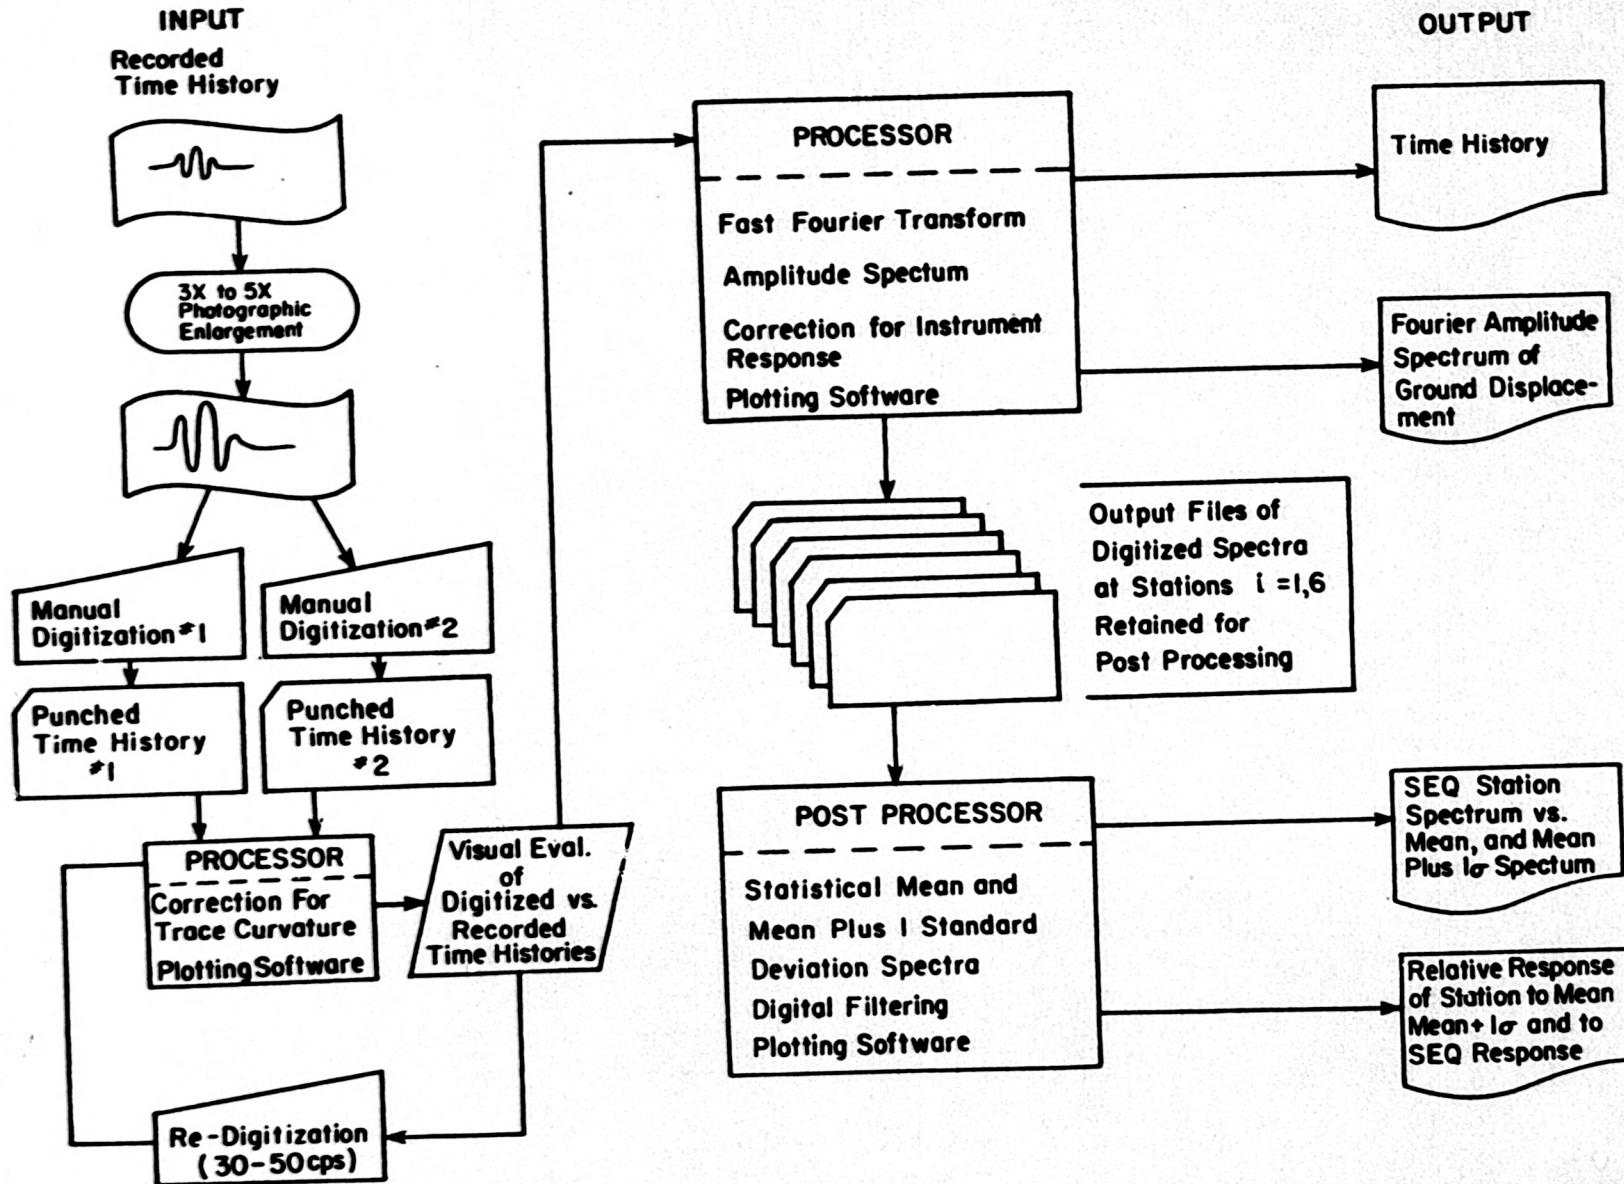 INPUT
Recorded
Time History
3X to 5X
Photographic
Enlargement
Manual
Digitization #1
Manual
Digitization #2
Punched
Time History
#1
Punched
Time History
#2
PROCESSOR
Correction For
Trace Curvature
Plotting Software
Visual Eval.
of
Digitized vs.
Recorded
Time Histories
Re-Digitization
(30-50cps)
PROCESSOR
Fast Fourier Transform
Amplitude Spectum
Correction for Instrument
Response
Plotting Software
Output Files of
Digitized Spectra
at Stations i =1,6
Retained for
Post Processing
POST PROCESSOR
Statistical Mean and
Mean Plus 1 Standard
Deviation Spectra
Digital Filtering
Plotting Software
OUTPUT
Time History
Fourier Amplitude
Spectrum of
Ground Displace-
ment
SEQ Station
Spectrum vs.
Mean, and Mean
Plus 1σ Spectum
Relative Response
of Station to Mean
Mean+ 1σ and to
SEQ Response